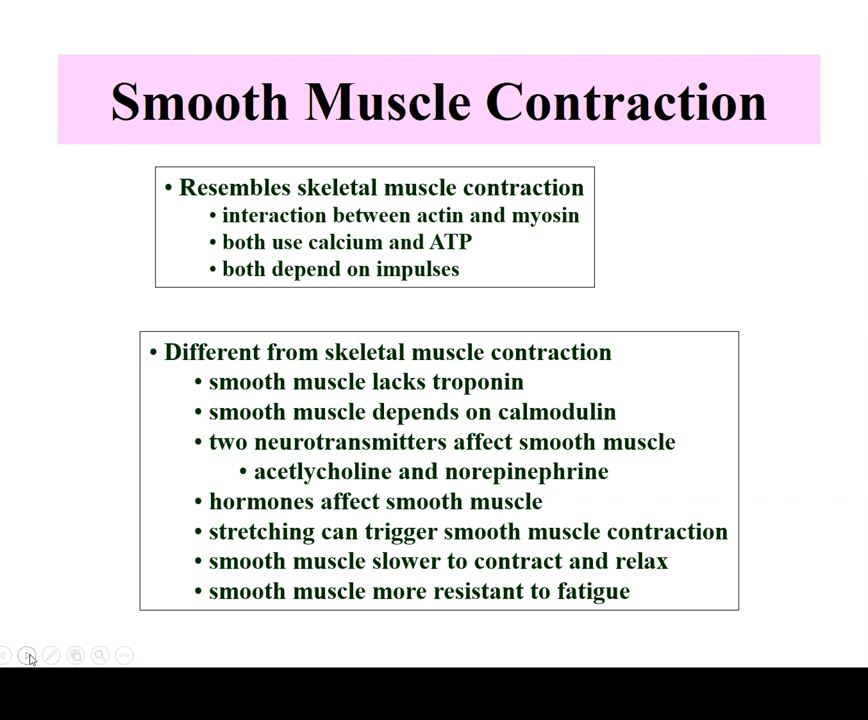 Smooth Muscle Contraction
• Resembles skeletal muscle contraction
• interaction between actin and myosin
• both use calcium and ATP
• both depend on impulses
• Different from skeletal muscle contraction
• smooth muscle lacks troponin
• smooth muscle depends on calmodulin
• two neurotransmitters affect smooth muscle
• acetlycholine and norepinephrine
• hormones affect smooth muscle
• stretching can trigger smooth muscle contraction
• smooth muscle slower to contract and relax
• smooth muscle more resistant to fatigue